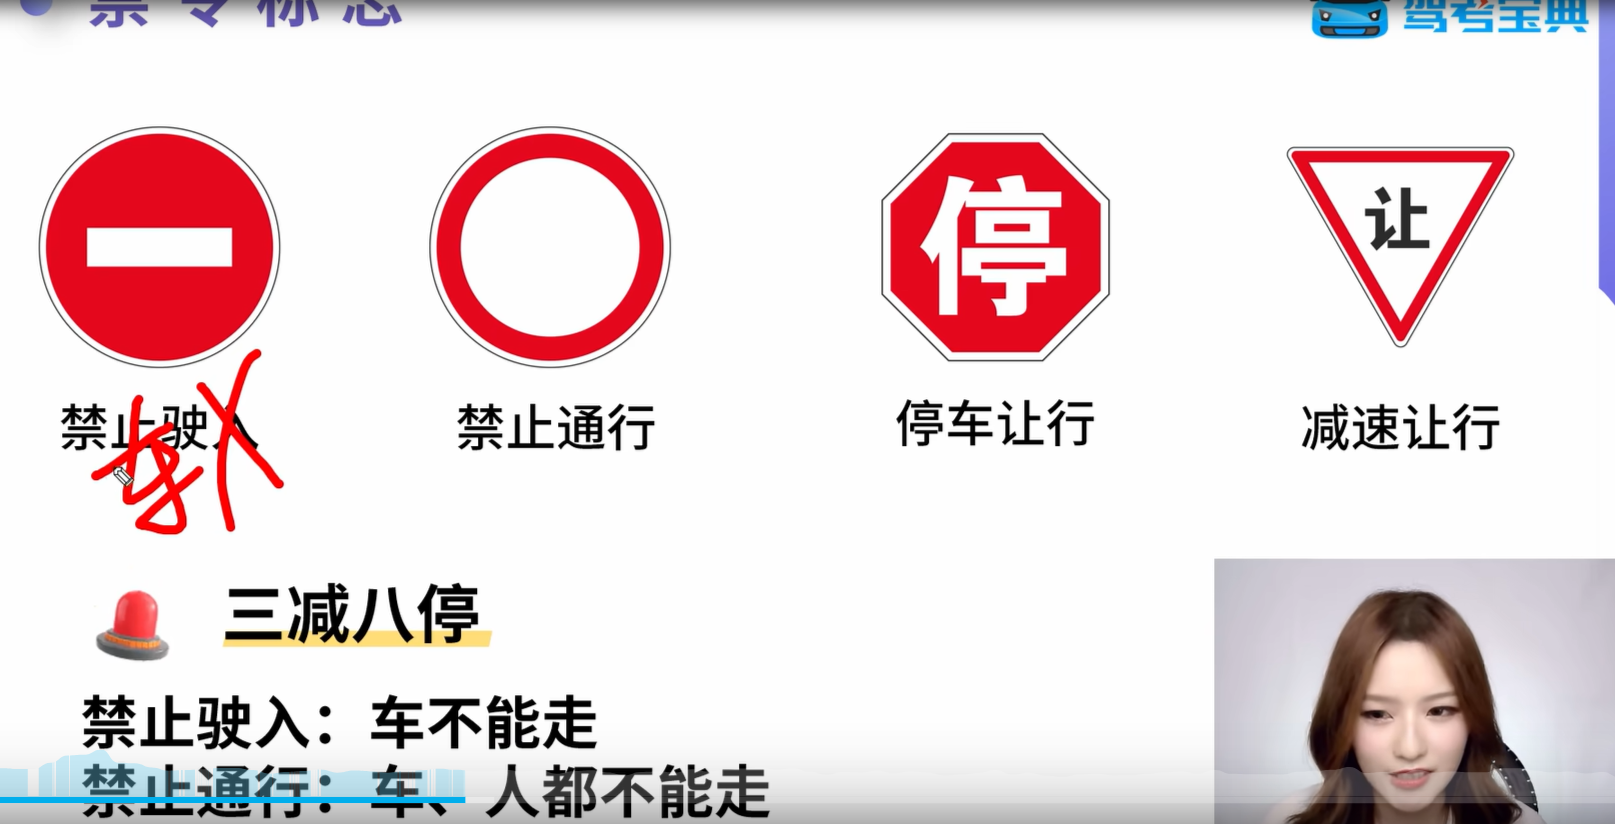 禁令标志
驾考宝典
停
让
禁止驶入
禁止通行
停车让行
减速让行
车
三减八停
禁止驶入：车不能走
禁止通行：车、人都不能走